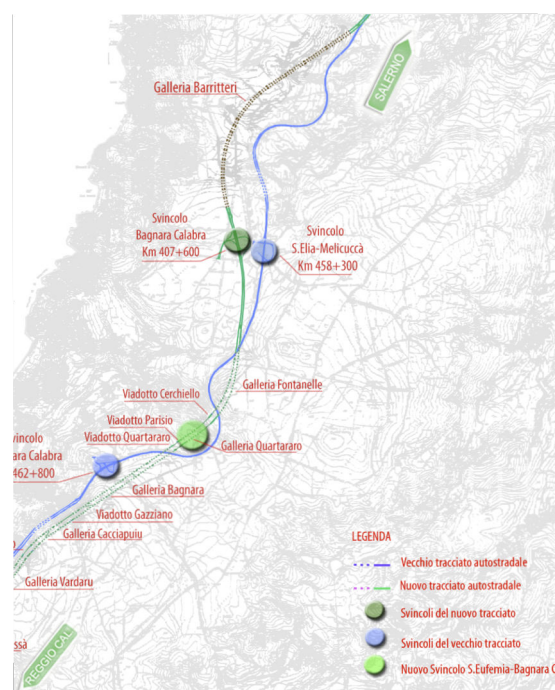 SALERNO
Galleria Barritteri
Svincolo
Bagnara Calabra
Km 407+600
Svincolo
S.Elia-Melicuccà
Km 458+300
Galleria Fontanelle
Viadotto Cerchiello
Viadotto Parisio
Viadotto Quartararo
Galleria Quartararo
vincolo
ara Calabra
462+800
Galleria Bagnara
Viadotto Gazziano
Galleria Cacciapuiu
Galleria Vardaru
ssà
REGGIO CAL
LEGENDA
Vecchio tracciato autostradale
Nuovo tracciato autostradale
Svincoli del nuovo tracciato
Svincoli del vecchio tracciato
Nuovo Svincolo S.Eufemia-Bagnara C